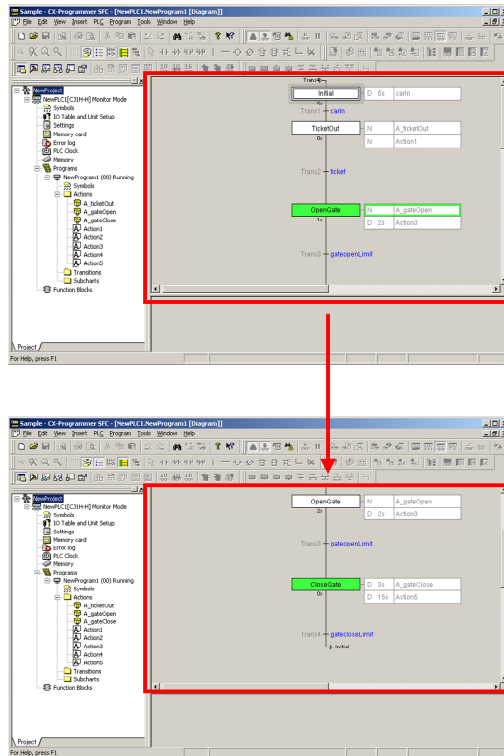 Sample - CX-Programmer SFC - [NewPLC1.NewProgram1 [Diagram]]
File Edit View Insert PLC Program Tools Window Help
NewProject
NewPLC1[CJ1H-H] Monitor Mode
Symbols
IO Table and Unit Setup
Settings
Memory card
Error log
PLC Clock
Memory
Programs
NewProgram1 (00) Running
Symbols
Actions
A_ticketOut
A_gateOpen
A_gateClose
Action1
Action2
Action3
Action4
Action5
Transitions
Subcharts
Function Blocks
Project
For Help, press F1
Initial D 5s carIn
Trans1 carIn
TicketOut N A_ticketOut
0s N Action1
Trans2 ticket
OpenGate N A_gateOpen
D 2s Action3
Trans3 gateopenLimit
Sample - CX-Programmer SFC - [NewPLC1.NewProgram1 [Diagram]]
File Edit View Insert PLC Program Tools Window Help
NewProject
NewPLC1[CJ1H-H] Monitor Mode
Symbols
IO Table and Unit Setup
Settings
Memory card
Error log
PLC Clock
Memory
Programs
NewProgram1 (00) Running
Symbols
Actions
A_ticketOut
A_gateOpen
A_gateClose
Action1
Action2
Action3
Action4
Action5
Transitions
Subcharts
Function Blocks
Project
For Help, press F1
OpenGate N A_gateOpen
2s D 2s Action3
Trans3 gateopenLimit
CloseGate D 3s A_gateClose
0s D 15s Action5
Trans4 gatecloseLimit
Initial